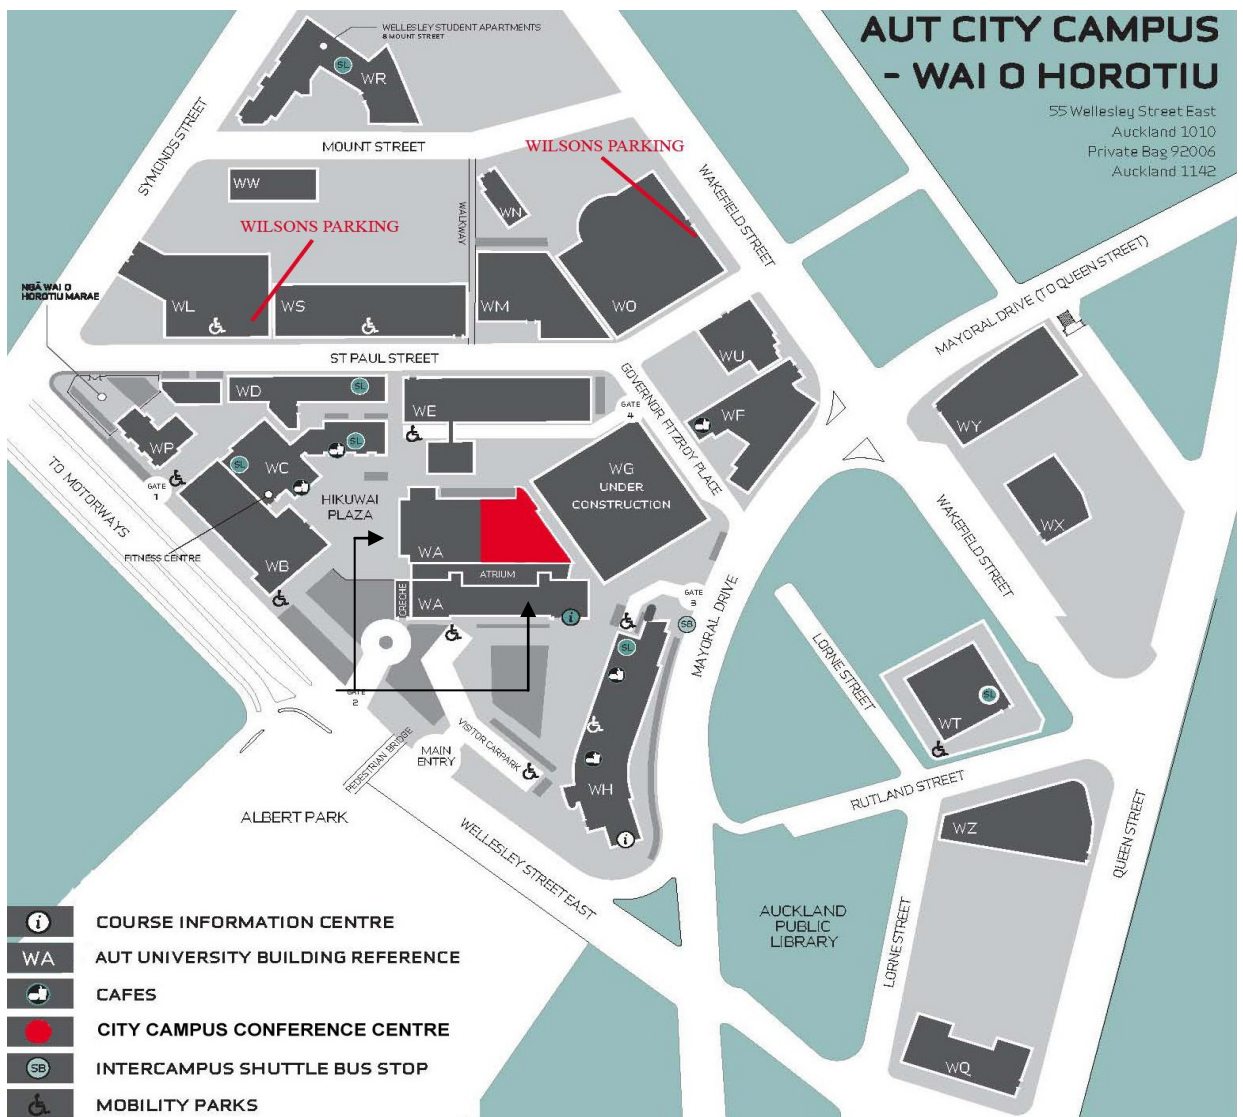 AUT CITY CAMPUS
- WAI O HOROTIU
55 Wellesley Street East
Auckland 1010
Private Bag 92006
Auckland 1142
WELLESLEY STUDENT APARTMENTS
8 MOUNT STREET
SL
WR
SYMONDS STREET
MOUNT STREET
WILSONS PARKING
WAKEFIELD STREET
WW
WALKWAY
WN
WILSONS PARKING
MAYORAL DRIVE (TO QUEEN STREET)
NGĀ WAI O
HOROTIU MARAE
WL
WS
WM
WO
ST PAUL STREET
WU
GOVERNOR FITZROY PLACE
WD
SL
WE
GATE
4
WF
WY
WP
SL
WC
SL
WG
UNDER
CONSTRUCTION
TO MOTORWAYS
GATE
1
HIKUWAI
PLAZA
WAKEFIELD STREET
WX
FITNESS CENTRE
WB
WA
ATRIUM
CRECHE
WA
i
GATE
3
SB
MAYORAL DRIVE
SL
LORNE STREET
GATE
2
SL
WT
VISITOR CARPARK
MAIN
ENTRY
PEDESTRIAN BRIDGE
WH
RUTLAND STREET
ALBERT PARK
WELLESLEY STREET EAST
i
WZ
QUEEN STREET
AUCKLAND
PUBLIC
LIBRARY
LORNE STREET
WQ
i COURSE INFORMATION CENTRE
WA AUT UNIVERSITY BUILDING REFERENCE
CAFES
CITY CAMPUS CONFERENCE CENTRE
SB INTERCAMPUS SHUTTLE BUS STOP
MOBILITY PARKS